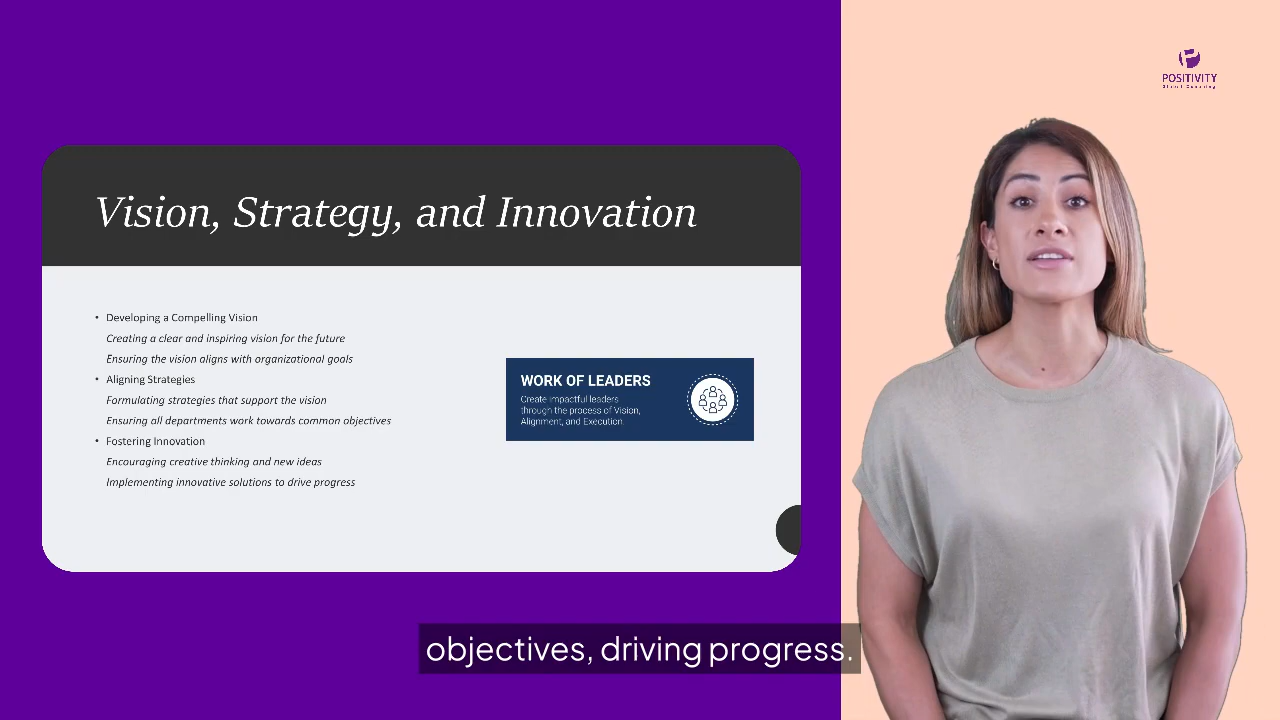 POSITIVITY
Vision, Strategy, and Innovation
• Developing a Compelling Vision
Creating a clear and inspiring vision for the future
Ensuring the vision aligns with organizational goals
• Aligning Strategies
Formulating strategies that support the vision
Ensuring all departments work towards common objectives
• Fostering Innovation
Encouraging creative thinking and new ideas
Implementing innovative solutions to drive progress
WORK OF LEADERS
Create impactful leaders
through the process of Vision,
Alignment, and Execution.
objectives, driving progress.